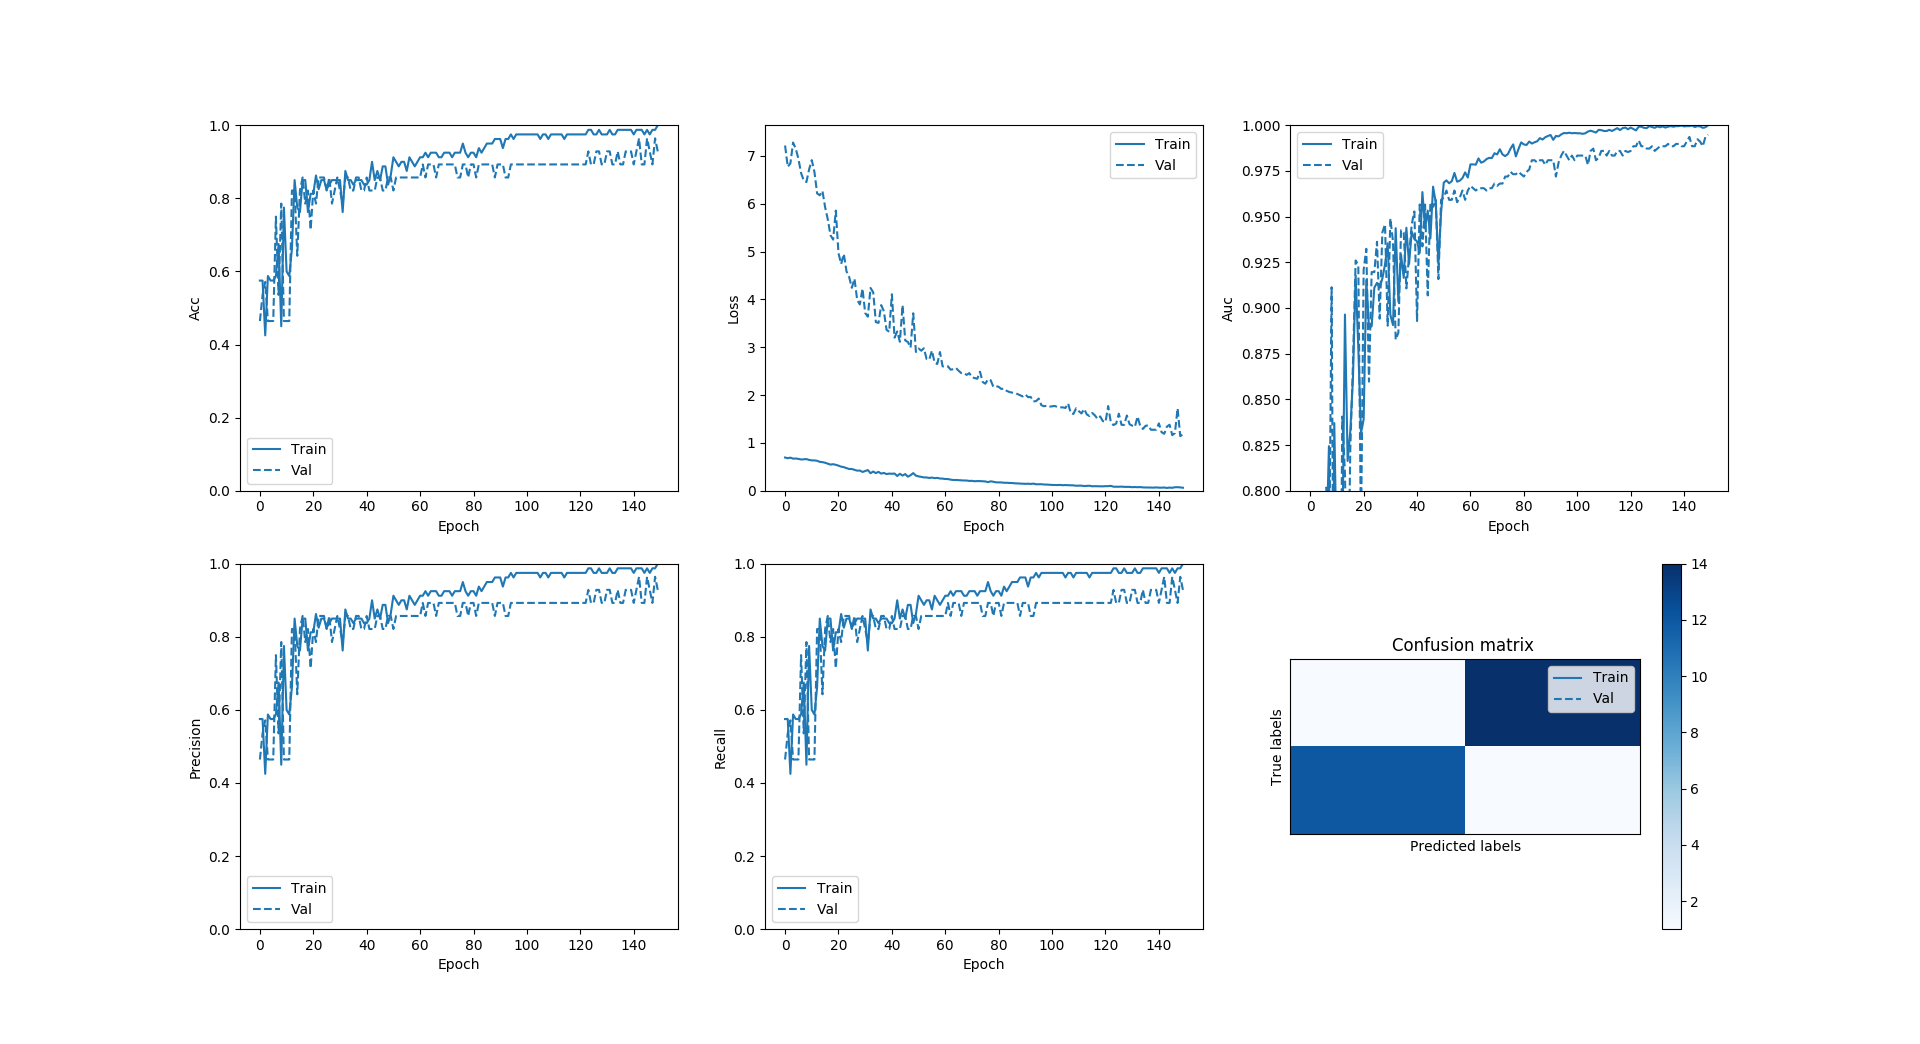 1.0
0.8
0.6
0.4
0.2
0.0
Acc
Train
Val
0 20 40 60 80 100 120 140
Epoch
7
6
5
4
3
2
1
0
Loss
Train
Val
0 20 40 60 80 100 120 140
Epoch
1.000
0.975
0.950
0.925
0.900
0.875
0.850
0.825
0.800
Auc
Train
Val
0 20 40 60 80 100 120 140
Epoch
1.0
0.8
0.6
0.4
0.2
0.0
Precision
Train
Val
0 20 40 60 80 100 120 140
Epoch
1.0
0.8
0.6
0.4
0.2
0.0
Recall
Train
Val
0 20 40 60 80 100 120 140
Epoch
Confusion matrix
True labels
Train
Val
Predicted labels
14
12
10
8
6
4
2